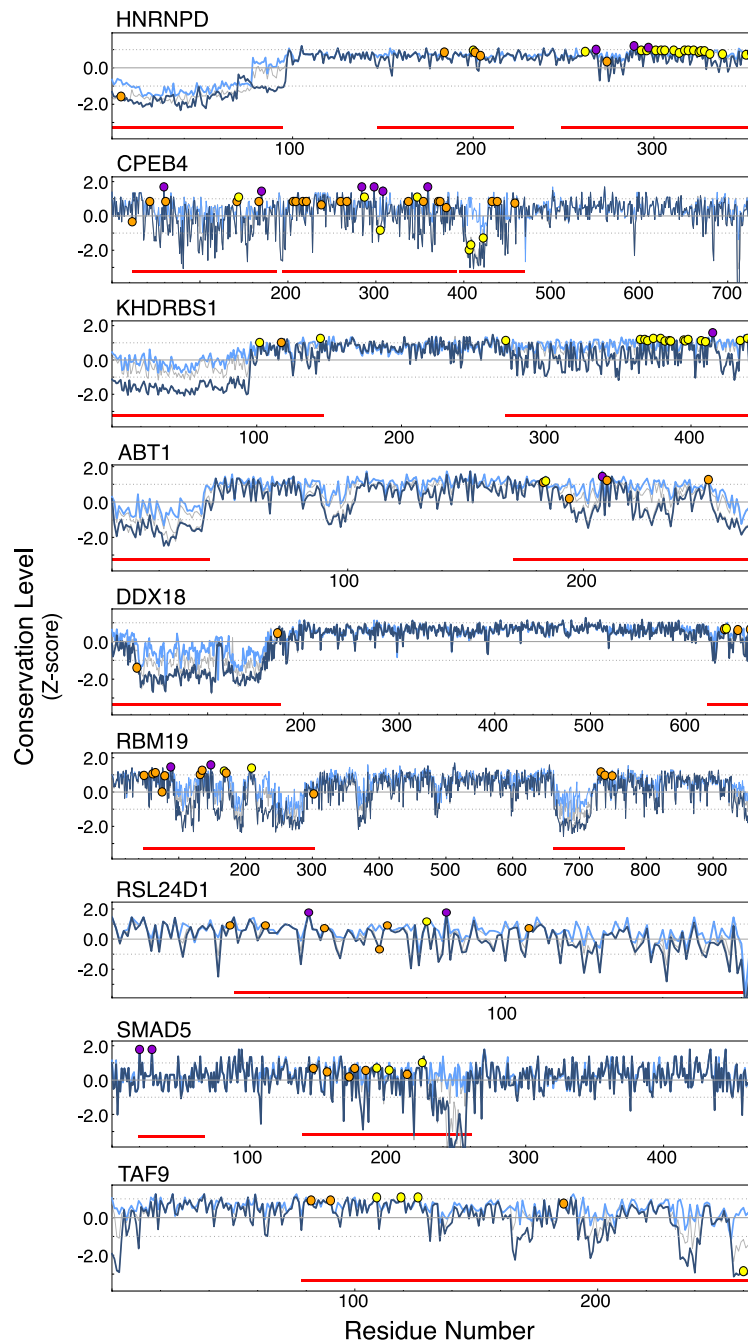 HNRNPD
0.0
-2.0
100 200 300
CPEB4
2.0
0.0
-2.0
200 300 400 500 600 700
KHDRBS1
2.0
0.0
-2.0
100 200 300 400
ABT1
2.0
0.0
-2.0
100 200
DDX18
2.0
0.0
-2.0
200 300 400 500 600
RBM19
2.0
0.0
-2.0
200 300 400 500 600 700 800 900
RSL24D1
2.0
0.0
-2.0
100
SMAD5
2.0
0.0
-2.0
100 200 300 400
TAF9
0.0
-2.0
100 200
Conservation Level
(Z-score)
Residue Number